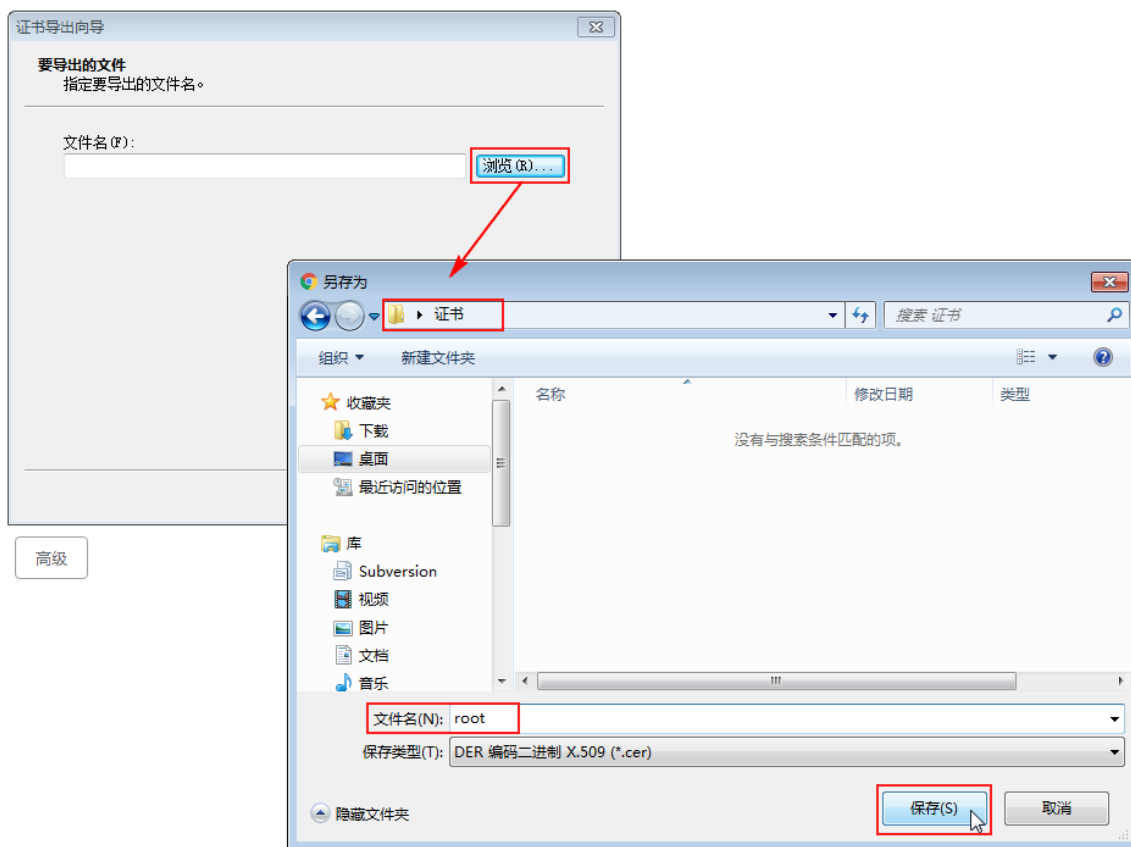 证书导出向导
要导出的文件
指定要导出的文件名。
文件名(F):
浏览(R)...
另存为
证书
搜索 证书
组织
新建文件夹
名称
修改日期
类型
没有与搜索条件匹配的项。
收藏夹
下载
桌面
最近访问的位置
库
Subversion
视频
图片
文档
音乐
高级
文件名(N): root
保存类型(T): DER 编码二进制 X.509 (*.cer)
隐藏文件夹
保存(S)
取消